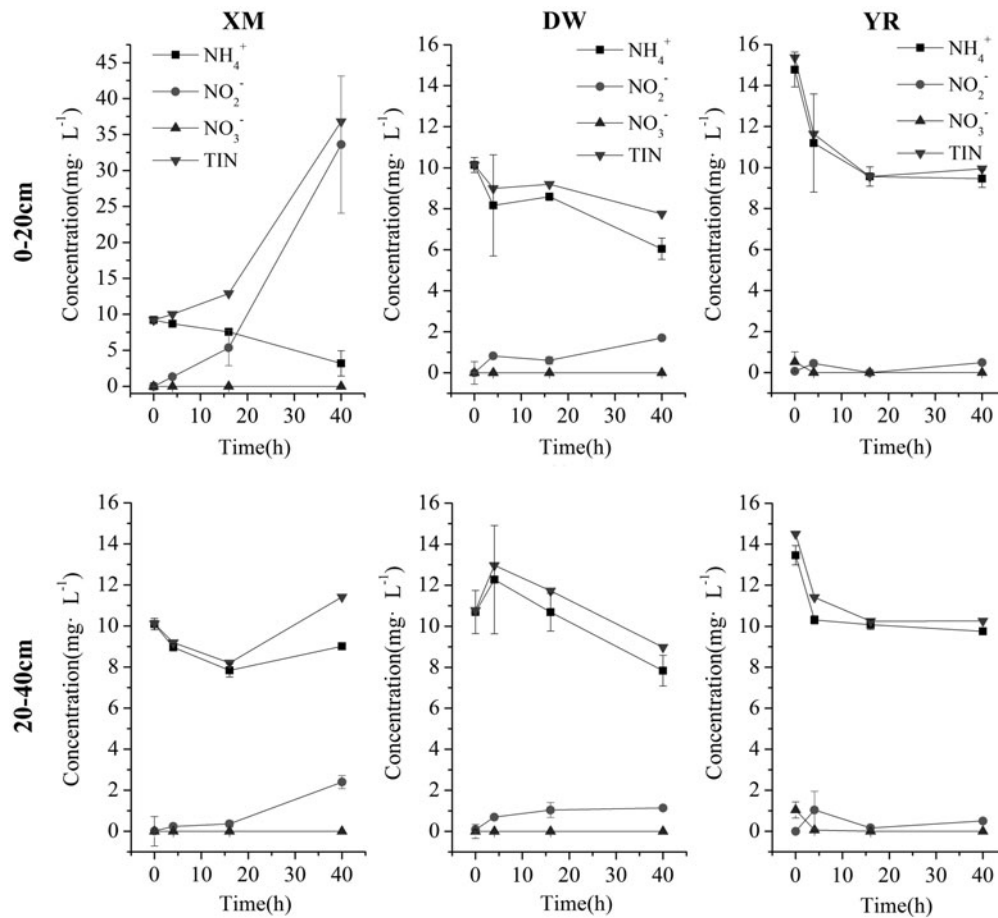 XM
DW
YR
0-20cm
Concentration(mg· L⁻¹)
45
40
35
30
25
20
15
10
5
0
NH₄⁺
NO₂⁻
NO₃⁻
TIN
0 10 20 30 40
Time(h)
Concentration(mg· L⁻¹)
16
14
12
10
8
6
4
2
0
NH₄⁺
NO₂⁻
NO₃⁻
TIN
0 10 20 30 40
Time(h)
Concentration(mg· L⁻¹)
16
14
12
10
8
6
4
2
0
NH₄⁺
NO₂⁻
NO₃⁻
TIN
0 10 20 30 40
Time(h)
20-40cm
Concentration(mg· L⁻¹)
16
14
12
10
8
6
4
2
0
0 10 20 30 40
Time(h)
Concentration(mg· L⁻¹)
16
14
12
10
8
6
4
2
0
0 10 20 30 40
Time(h)
Concentration(mg· L⁻¹)
16
14
12
10
8
6
4
2
0
0 10 20 30 40
Time(h)